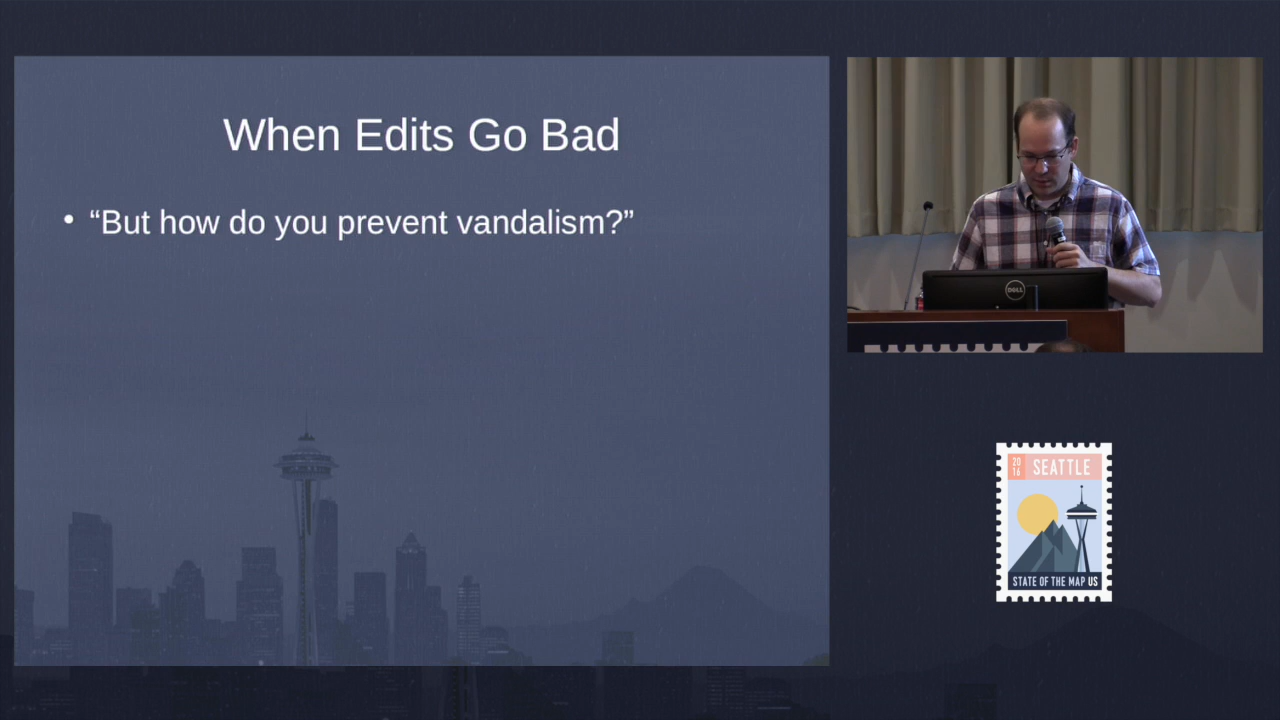 When Edits Go Bad
• “But how do you prevent vandalism?”
DELL
20
16
SEATTLE
STATE OF THE MAP US